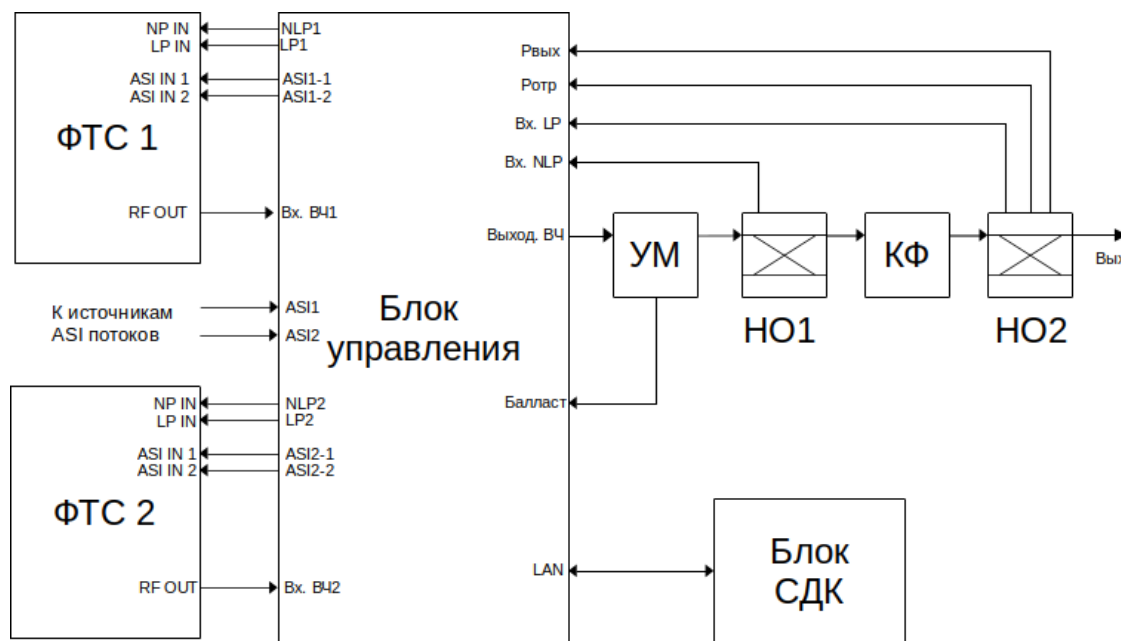 NP IN
LP IN
ASI IN 1
ASI IN 2
ФТС 1
RF OUT
NLP1
LP1
ASI1-1
ASI1-2
Вх. ВЧ1
К источникам
ASI потоков
ASI1
ASI2
Блок
управления
NP IN
LP IN
ASI IN 1
ASI IN 2
ФТС 2
RF OUT
NLP2
LP2
ASI2-1
ASI2-2
Вх. ВЧ2
Рвых
Ротр
Вх. LP
Вх. NLP
Выход. ВЧ
Балласт
LAN
УМ
НО1
КФ
НО2
Вых
Блок
СДК